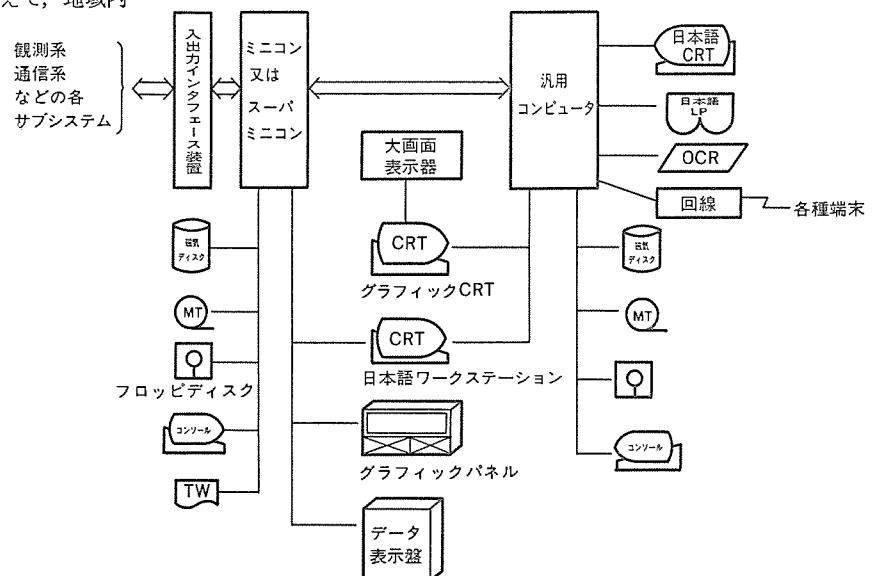 えて，地域内
観測系
通信系
などの各
サブシステム
入出力インタフェース装置
ミニコン
又は
スーパ
ミニコン
汎用
コンピュータ
日本語
CRT
日本語
LP
OCR
回線
各種端末
大画面
表示器
CRT
グラフィックCRT
CRT
日本語ワークステーション
グラフィックパネル
データ
表示盤
磁気
ディスク
MT
フロッピディスク
コンソール
TW
磁気
ディスク
MT
コンソール